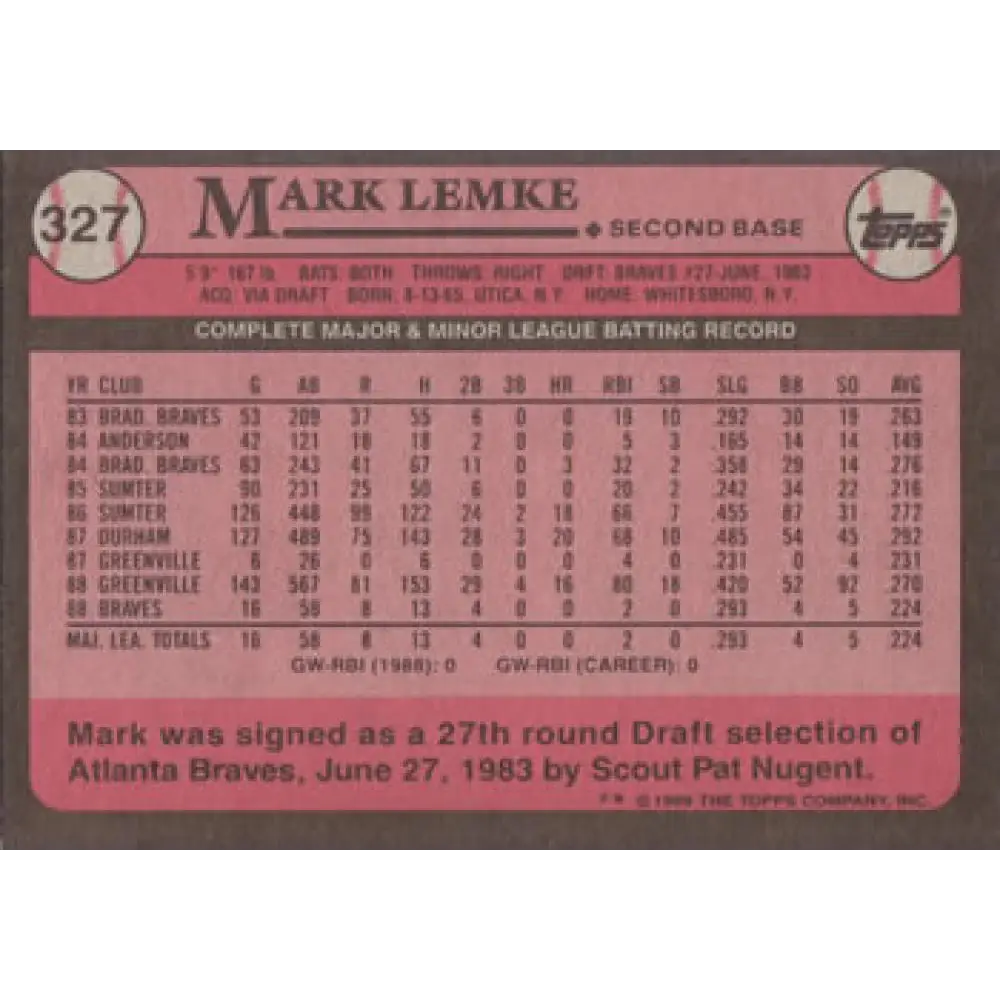 327
MARK LEMKE
◆ SECOND BASE
TOPPS®
5'9" 167 lb. BATS: BOTH THROWS: RIGHT DRFT: BRAVES #27-JUNE, 1983
ACQ: VIA DRAFT BORN: 8-13-65, UTICA, N.Y. HOME: WHITESBORO, N.Y.
COMPLETE MAJOR & MINOR LEAGUE BATTING RECORD
YR CLUB G AB R H 2B 3B HR RBI SB SLG BB SO AVG
83 BRAD. BRAVES 53 209 37 55 6 0 0 19 10 .292 30 19 .263
84 ANDERSON 42 121 18 18 2 0 0 5 3 .165 14 14 .149
84 BRAD. BRAVES 63 243 41 67 11 0 3 32 2 .358 29 14 .276
85 SUMTER 90 231 25 50 6 0 0 20 2 .242 34 22 .216
86 SUMTER 126 448 99 122 24 2 18 66 7 .455 87 31 .272
87 DURHAM 127 489 75 143 28 3 20 68 10 .485 54 45 .292
87 GREENVILLE 6 26 0 6 0 0 0 4 0 .231 0 4 .231
88 GREENVILLE 143 567 81 153 29 4 16 80 18 .420 52 92 .270
88 BRAVES 16 58 8 13 4 0 0 2 0 .293 4 5 .224
MAJ. LEA. TOTALS 16 58 8 13 4 0 0 2 0 .293 4 5 .224
GW-RBI (1988): 0 GW-RBI (CAREER): 0
Mark was signed as a 27th round Draft selection of
Atlanta Braves, June 27, 1983 by Scout Pat Nugent.
© 1989 THE TOPPS COMPANY, INC.